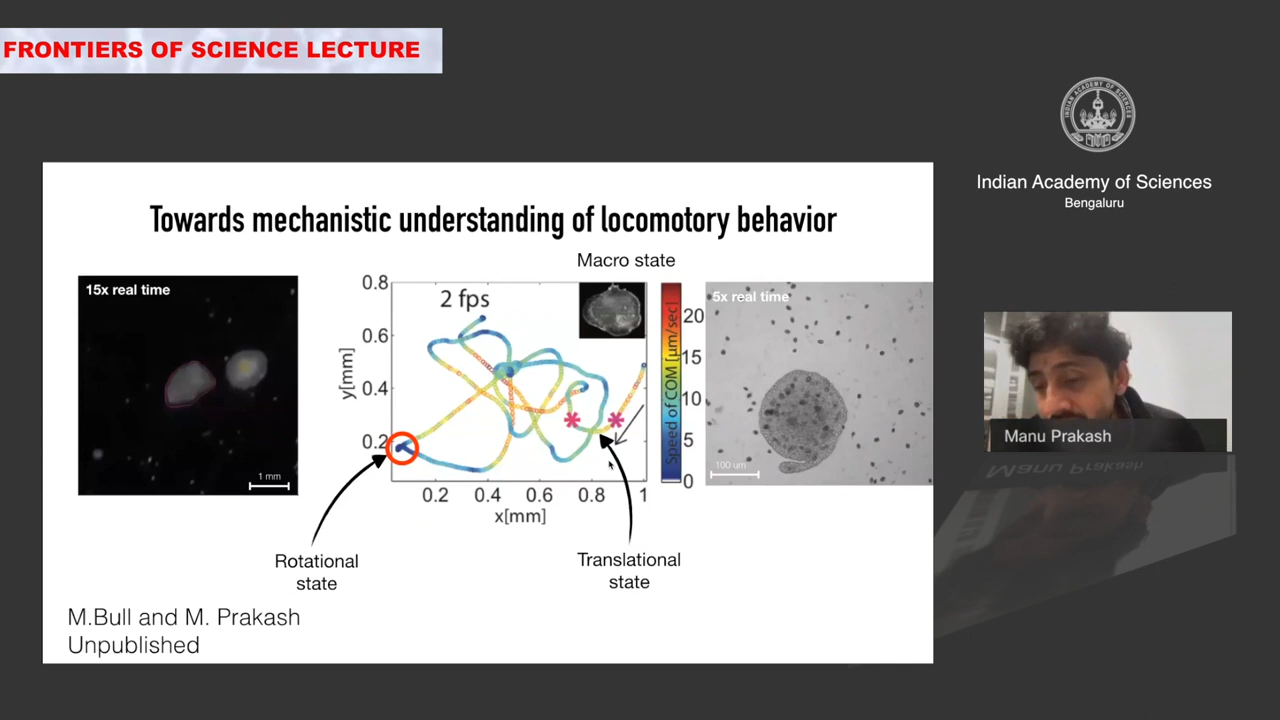 FRONTIERS OF SCIENCE LECTURE
Indian Academy of Sciences
Bengaluru
Towards mechanistic understanding of locomotory behavior
Macro state
15x real time
1 mm
2 fps
0.8
0.6
0.4
0.2
y[mm]
0.2 0.4 0.6 0.8 1
x[mm]
Speed of COM [μm/sec]
20
15
10
5
0
5x real time
100 um
Rotational
state
Translational
state
M.Bull and M. Prakash
Unpublished
Manu Prakash